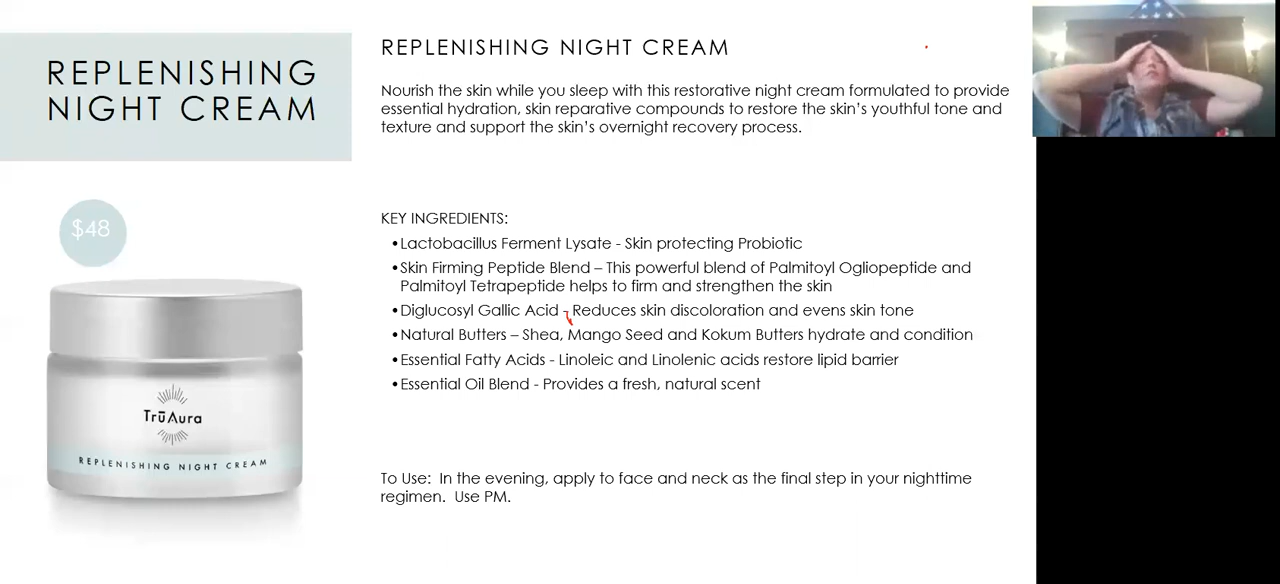 REPLENISHING
NIGHT CREAM
$48
TrūAura
REPLENISHING NIGHT CREAM
REPLENISHING NIGHT CREAM
Nourish the skin while you sleep with this restorative night cream formulated to provide
essential hydration, skin reparative compounds to restore the skin's youthful tone and
texture and support the skin's overnight recovery process.
KEY INGREDIENTS:
•Lactobacillus Ferment Lysate - Skin protecting Probiotic
•Skin Firming Peptide Blend – This powerful blend of Palmitoyl Ogliopeptide and
Palmitoyl Tetrapeptide helps to firm and strengthen the skin
•Diglucosyl Gallic Acid - Reduces skin discoloration and evens skin tone
•Natural Butters – Shea, Mango Seed and Kokum Butters hydrate and condition
•Essential Fatty Acids - Linoleic and Linolenic acids restore lipid barrier
•Essential Oil Blend - Provides a fresh, natural scent
To Use:  In the evening, apply to face and neck as the final step in your nighttime
regimen.  Use PM.